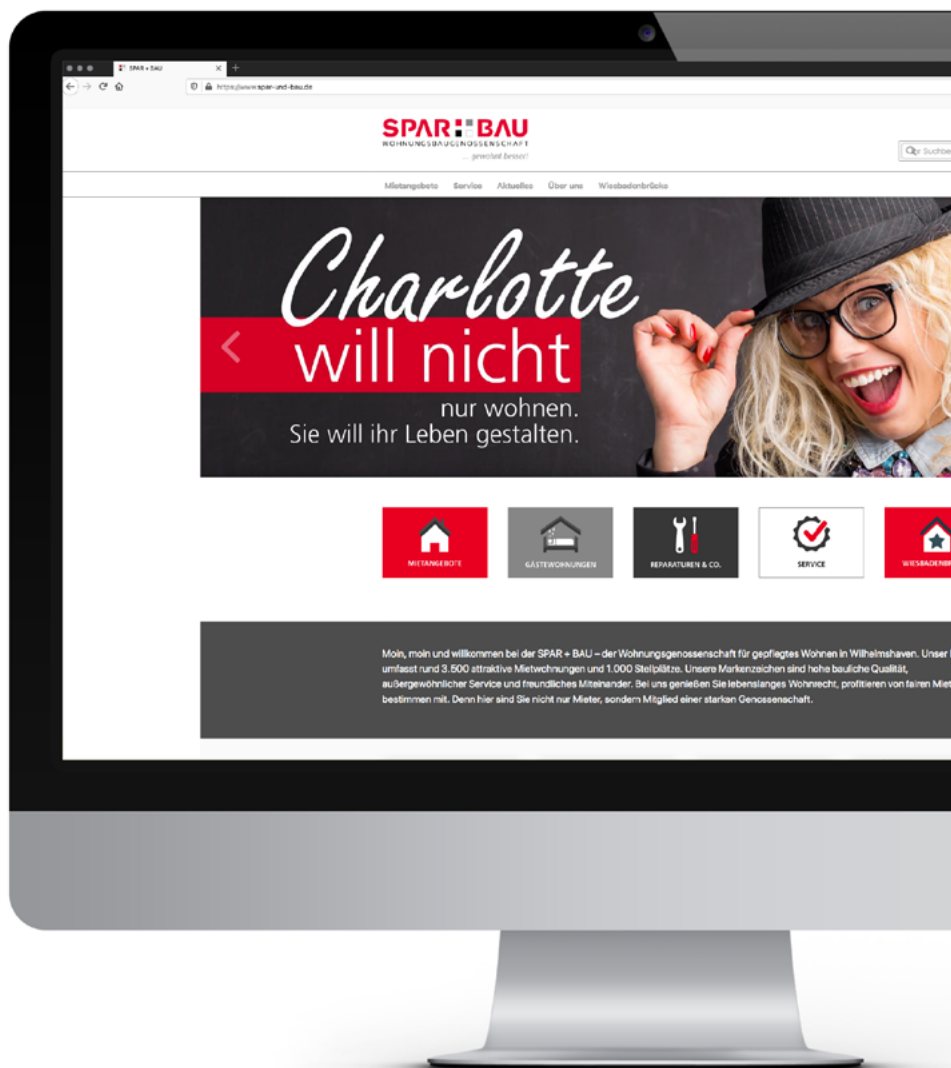 SPAR + BAU
https://www.spar-und-bau.de
SPAR BAU
WOHNUNGSBAUGENOSSENSCHAFT
... gewohnt besser!
Mietangebote Service Aktuelles Über uns Wiesbadenbrücke
Charlotte
will nicht
nur wohnen.
Sie will ihr Leben gestalten.
MIETANGEBOTE
GÄSTEWOHNUNGEN
REPARATUREN & CO.
SERVICE
Moin, moin und willkommen bei der SPAR + BAU – der Wohnungsgenossenschaft für gepflegtes Wohnen in Wilhelmshaven. Unser
umfasst rund 3.500 attraktive Mietwohnungen und 1.000 Stellplätze. Unsere Markenzeichen sind hohe bauliche Qualität,
außergewöhnlicher Service und freundliches Miteinander. Bei uns genießen Sie lebenslanges Wohnrecht, profitieren von fairen
bestimmen mit. Denn hier sind Sie nicht nur Mieter, sondern Mitglied einer starken Genossenschaft.